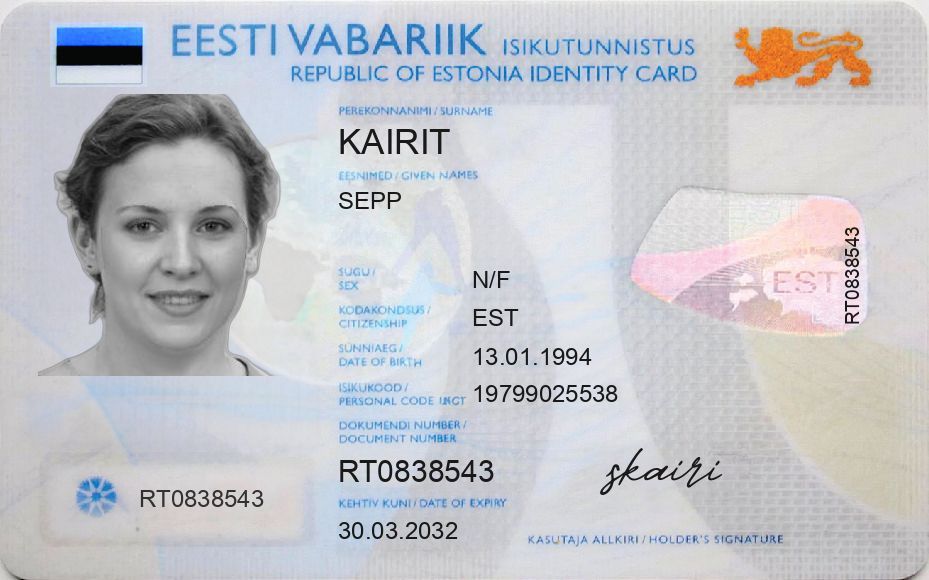 EESTI VABARIIK ISIKUTUNNISTUS
REPUBLIC OF ESTONIA IDENTITY CARD
PEREKONNANIMI / SURNAME
KAIRIT
EESNIMED / GIVEN NAMES
SEPP
SUGU /
SEX
N/F
KODAKONDSUS /
CITIZENSHIP
EST
SÜNNIAEG /
DATE OF BIRTH
13.01.1994
ISIKUKOOD /
PERSONAL CODE
19799025538
DOKUMENDI NUMBER /
DOCUMENT NUMBER
RT0838543
KEHTIV KUNI / DATE OF EXPIRY
30.03.2032
RT0838543
EST
RT0838543
skairi
KASUTAJA ALLKIRI / HOLDER'S SIGNATURE